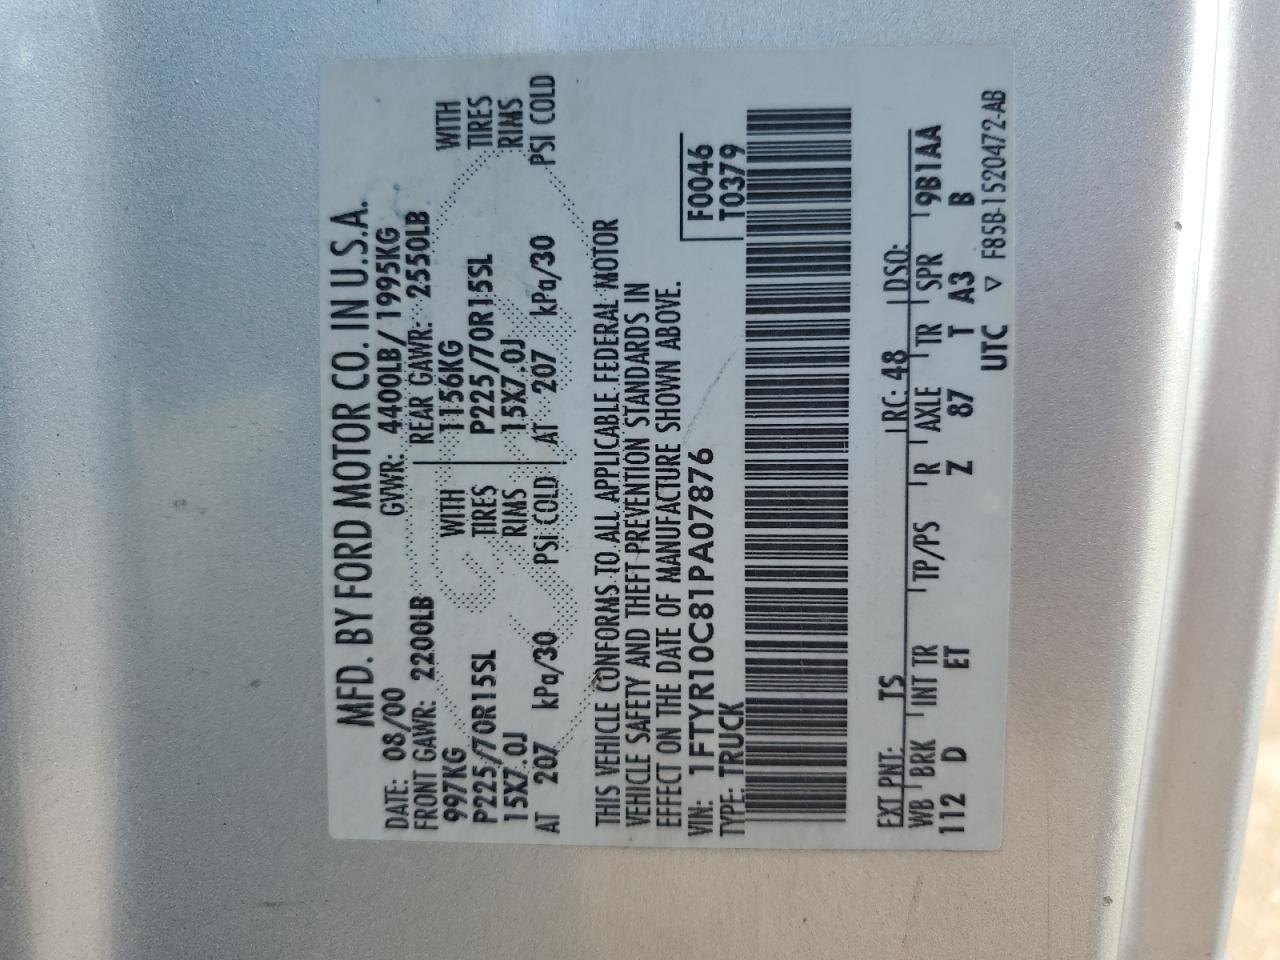 MFD. BY FORD MOTOR CO. IN U.S.A.
DATE: 08/00 GVWR: 4400LB/ 1995KG
FRONT GAWR: 2200LB REAR GAWR: 2550LB
997KG WITH 1156KG WITH
P225/70R15SL TIRES P225/70R15SL TIRES
15X7.0J RIMS 15X7.0J RIMS
AT 207 kPa/30 PSI COLD AT 207 kPa/30 PSI COLD
THIS VEHICLE CONFORMS TO ALL APPLICABLE FEDERAL MOTOR
VEHICLE SAFETY AND THEFT PREVENTION STANDARDS IN
EFFECT ON THE DATE OF MANUFACTURE SHOWN ABOVE.
VIN: 1FTYR10C81PA07876 F0046
TYPE: TRUCK T0379
EXT PNT: TS RC: 48 DSO:
WB BRK INT TR TP/PS R AXLE TR SPR 9B1AA
112 D ET Z 87 T A3 B
UTC ▽ F85B-1520472-AB